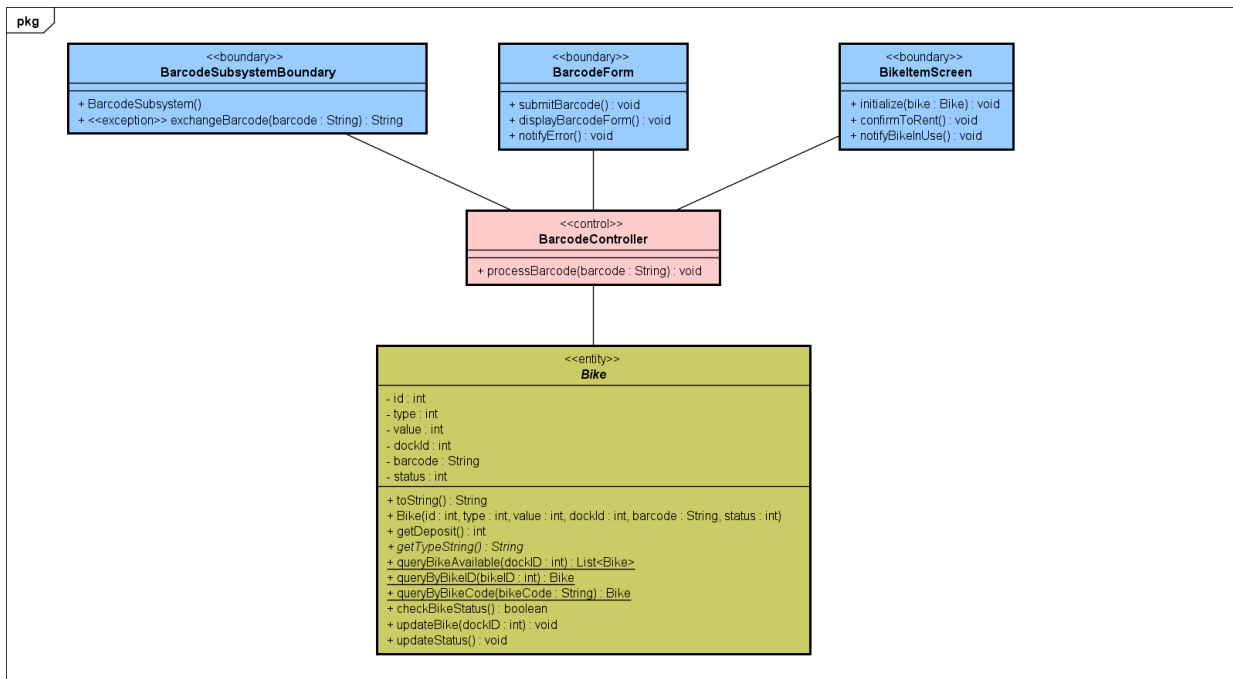 pkg
<<boundary>>
BarcodeSubsystemBoundary
+ BarcodeSubsystem()
+ <<exception>> exchangeBarcode(barcode : String) : String
<<boundary>>
BarcodeForm
+ submitBarcode() : void
+ displayBarcodeForm() : void
+ notifyError() : void
<<boundary>>
BikeItemScreen
+ initialize(bike : Bike) : void
+ confirmToRent() : void
+ notifyBikeInUse() : void
<<control>>
BarcodeController
+ processBarcode(barcode : String) : void
<<entity>>
Bike
- id : int
- type : int
- value : int
- dockId : int
- barcode : String
- status : int
+ toString() : String
+ Bike(id : int, type : int, value : int, dockId : int, barcode : String, status : int)
+ getDeposit() : int
+ getTypeString() : String
+ queryBikeAvailable(dockID : int) : List<Bike>
+ queryByBikeID(bikeID : int) : Bike
+ queryByBikeCode(bikeCode : String) : Bike
+ checkBikeStatus() : boolean
+ updateBike(dockID : int) : void
+ updateStatus() : void